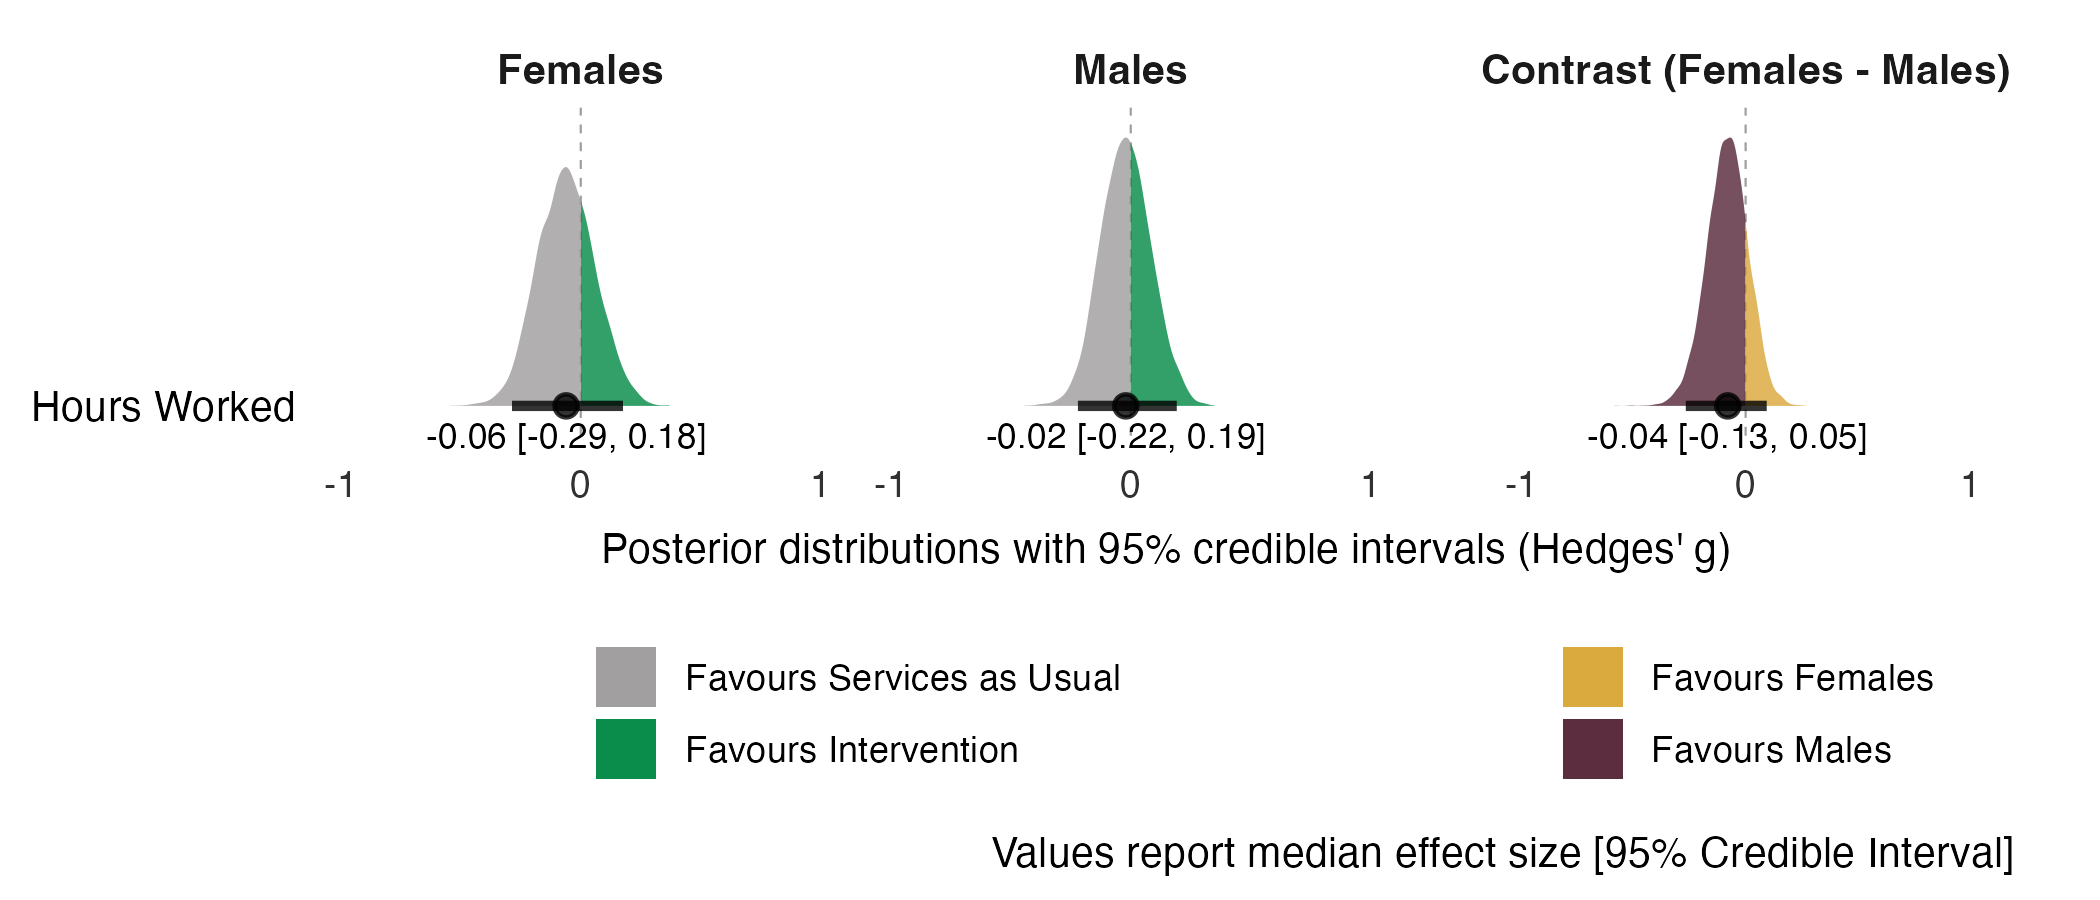 Females Males Contrast (Females - Males)
Hours Worked
-0.06 [-0.29, 0.18] -0.02 [-0.22, 0.19] -0.04 [-0.13, 0.05]
-1 0 1 -1 0 1 -1 0 1
Posterior distributions with 95% credible intervals (Hedges' g)
Favours Services as Usual
Favours Intervention
Favours Females
Favours Males
Values report median effect size [95% Credible Interval]